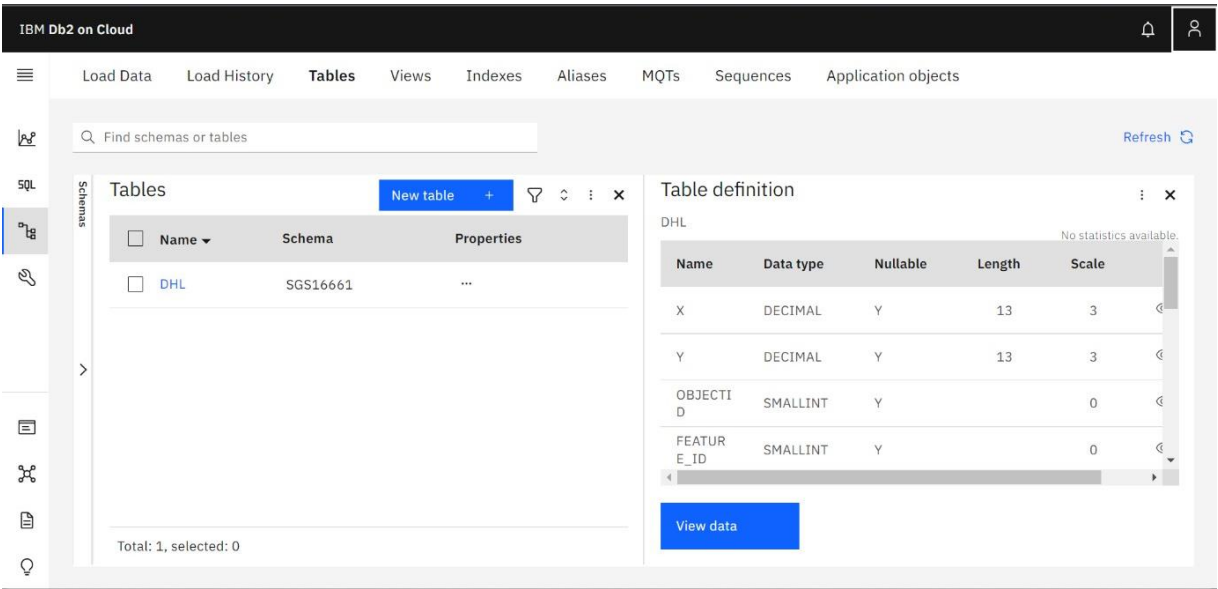 IBM Db2 on Cloud
Load Data Load History Tables Views Indexes Aliases MQTs Sequences Application objects
Find schemas or tables
Refresh
SQL
Schemas
Tables
New table +
Name Schema Properties
DHL SGS16661 ...
Total: 1, selected: 0
Table definition
DHL
No statistics available.
Name Data type Nullable Length Scale
X DECIMAL Y 13 3
Y DECIMAL Y 13 3
OBJECTI
D SMALLINT Y 0
FEATUR
E_ID SMALLINT Y 0
View data